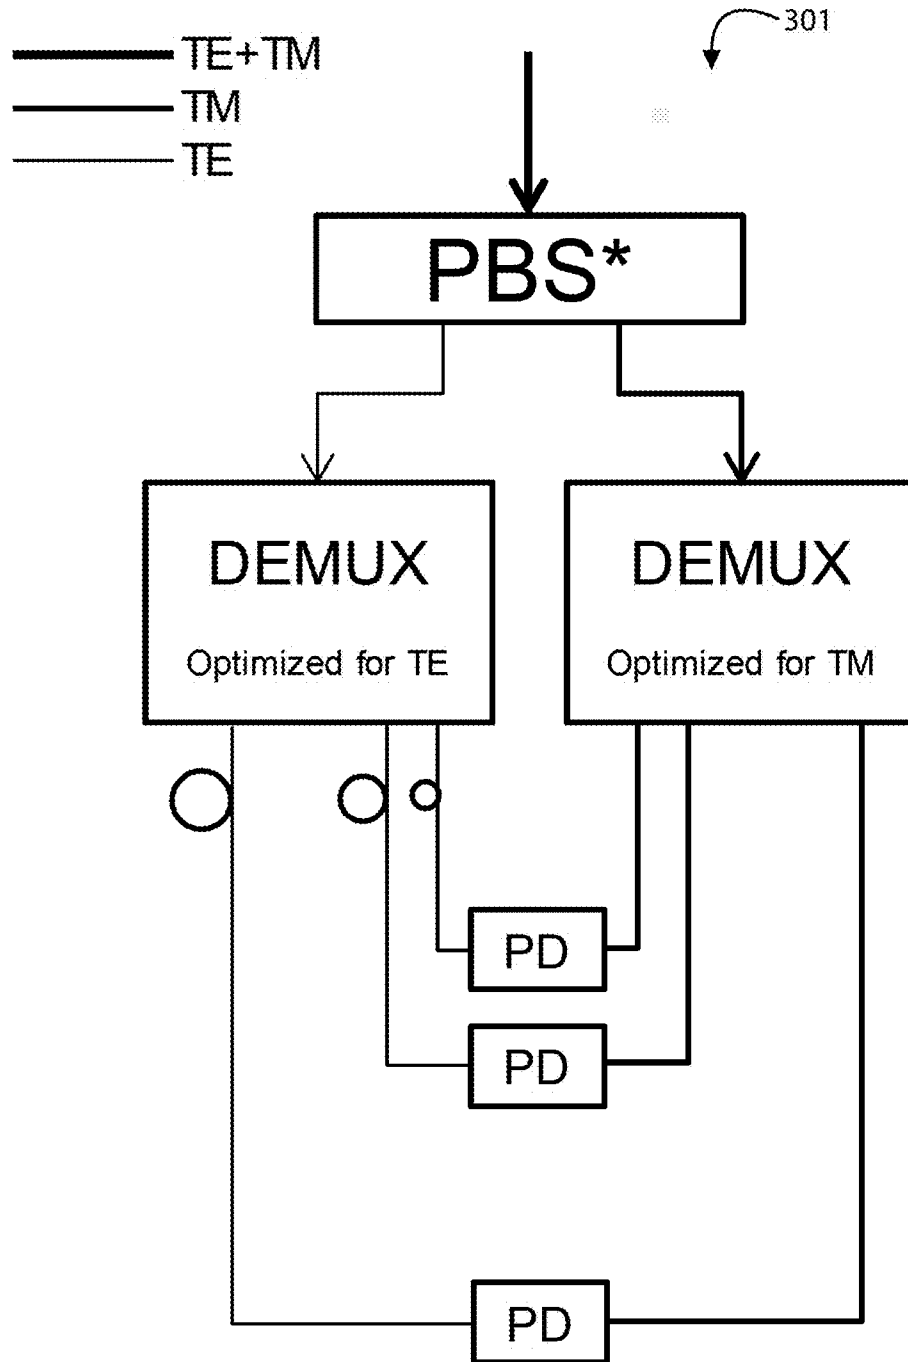 301
TE+TM
TM
TE
PBS*
DEMUX
Optimized for TE
DEMUX
Optimized for TM
PD
PD
PD